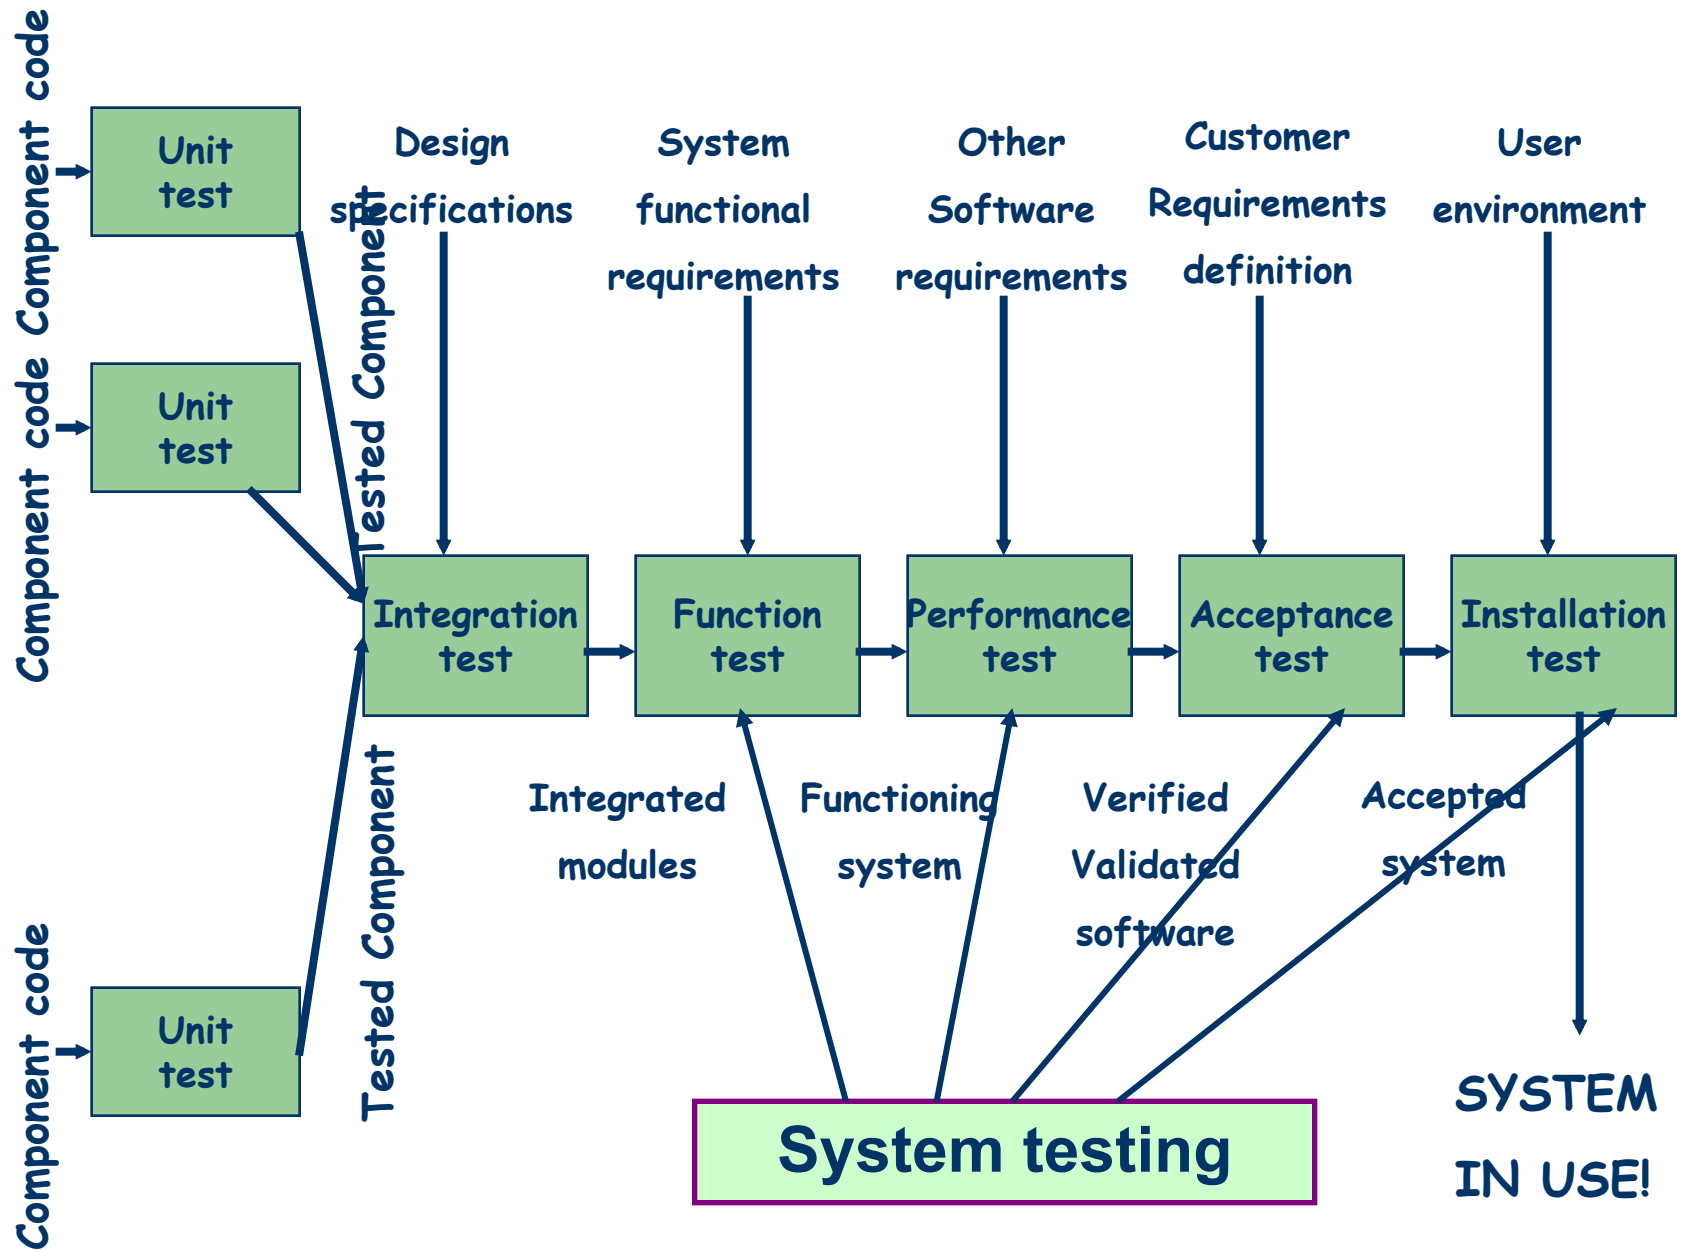 Component code
Unit
test
Design
specifications
System
functional
requirements
Other
Software
requirements
Customer
Requirements
definition
User
environment
Component code
Unit
test
Tested Component
Integration
test
Function
test
Performance
test
Acceptance
test
Installation
test
Integrated
modules
Functioning
system
Verified
Validated
software
Accepted
system
Component code
Unit
test
Tested Component
System testing
SYSTEM
IN USE!